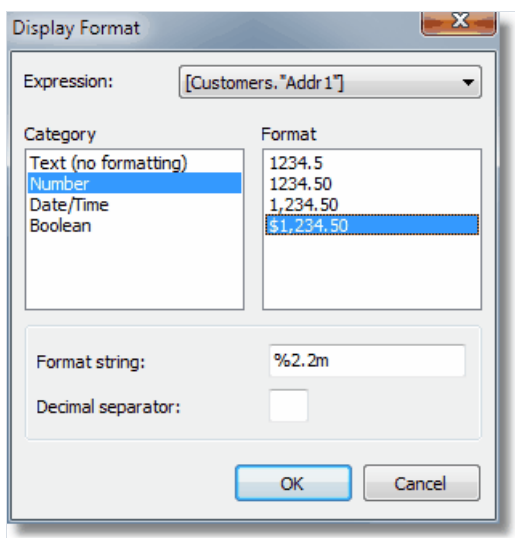 Display Format
Expression: [Customers."Addr1"]
Category Format
Text (no formatting) 1234.5
Number 1234.50
Date/Time 1,234.50
Boolean $1,234.50
Format string: %2.2m
Decimal separator:
OK Cancel